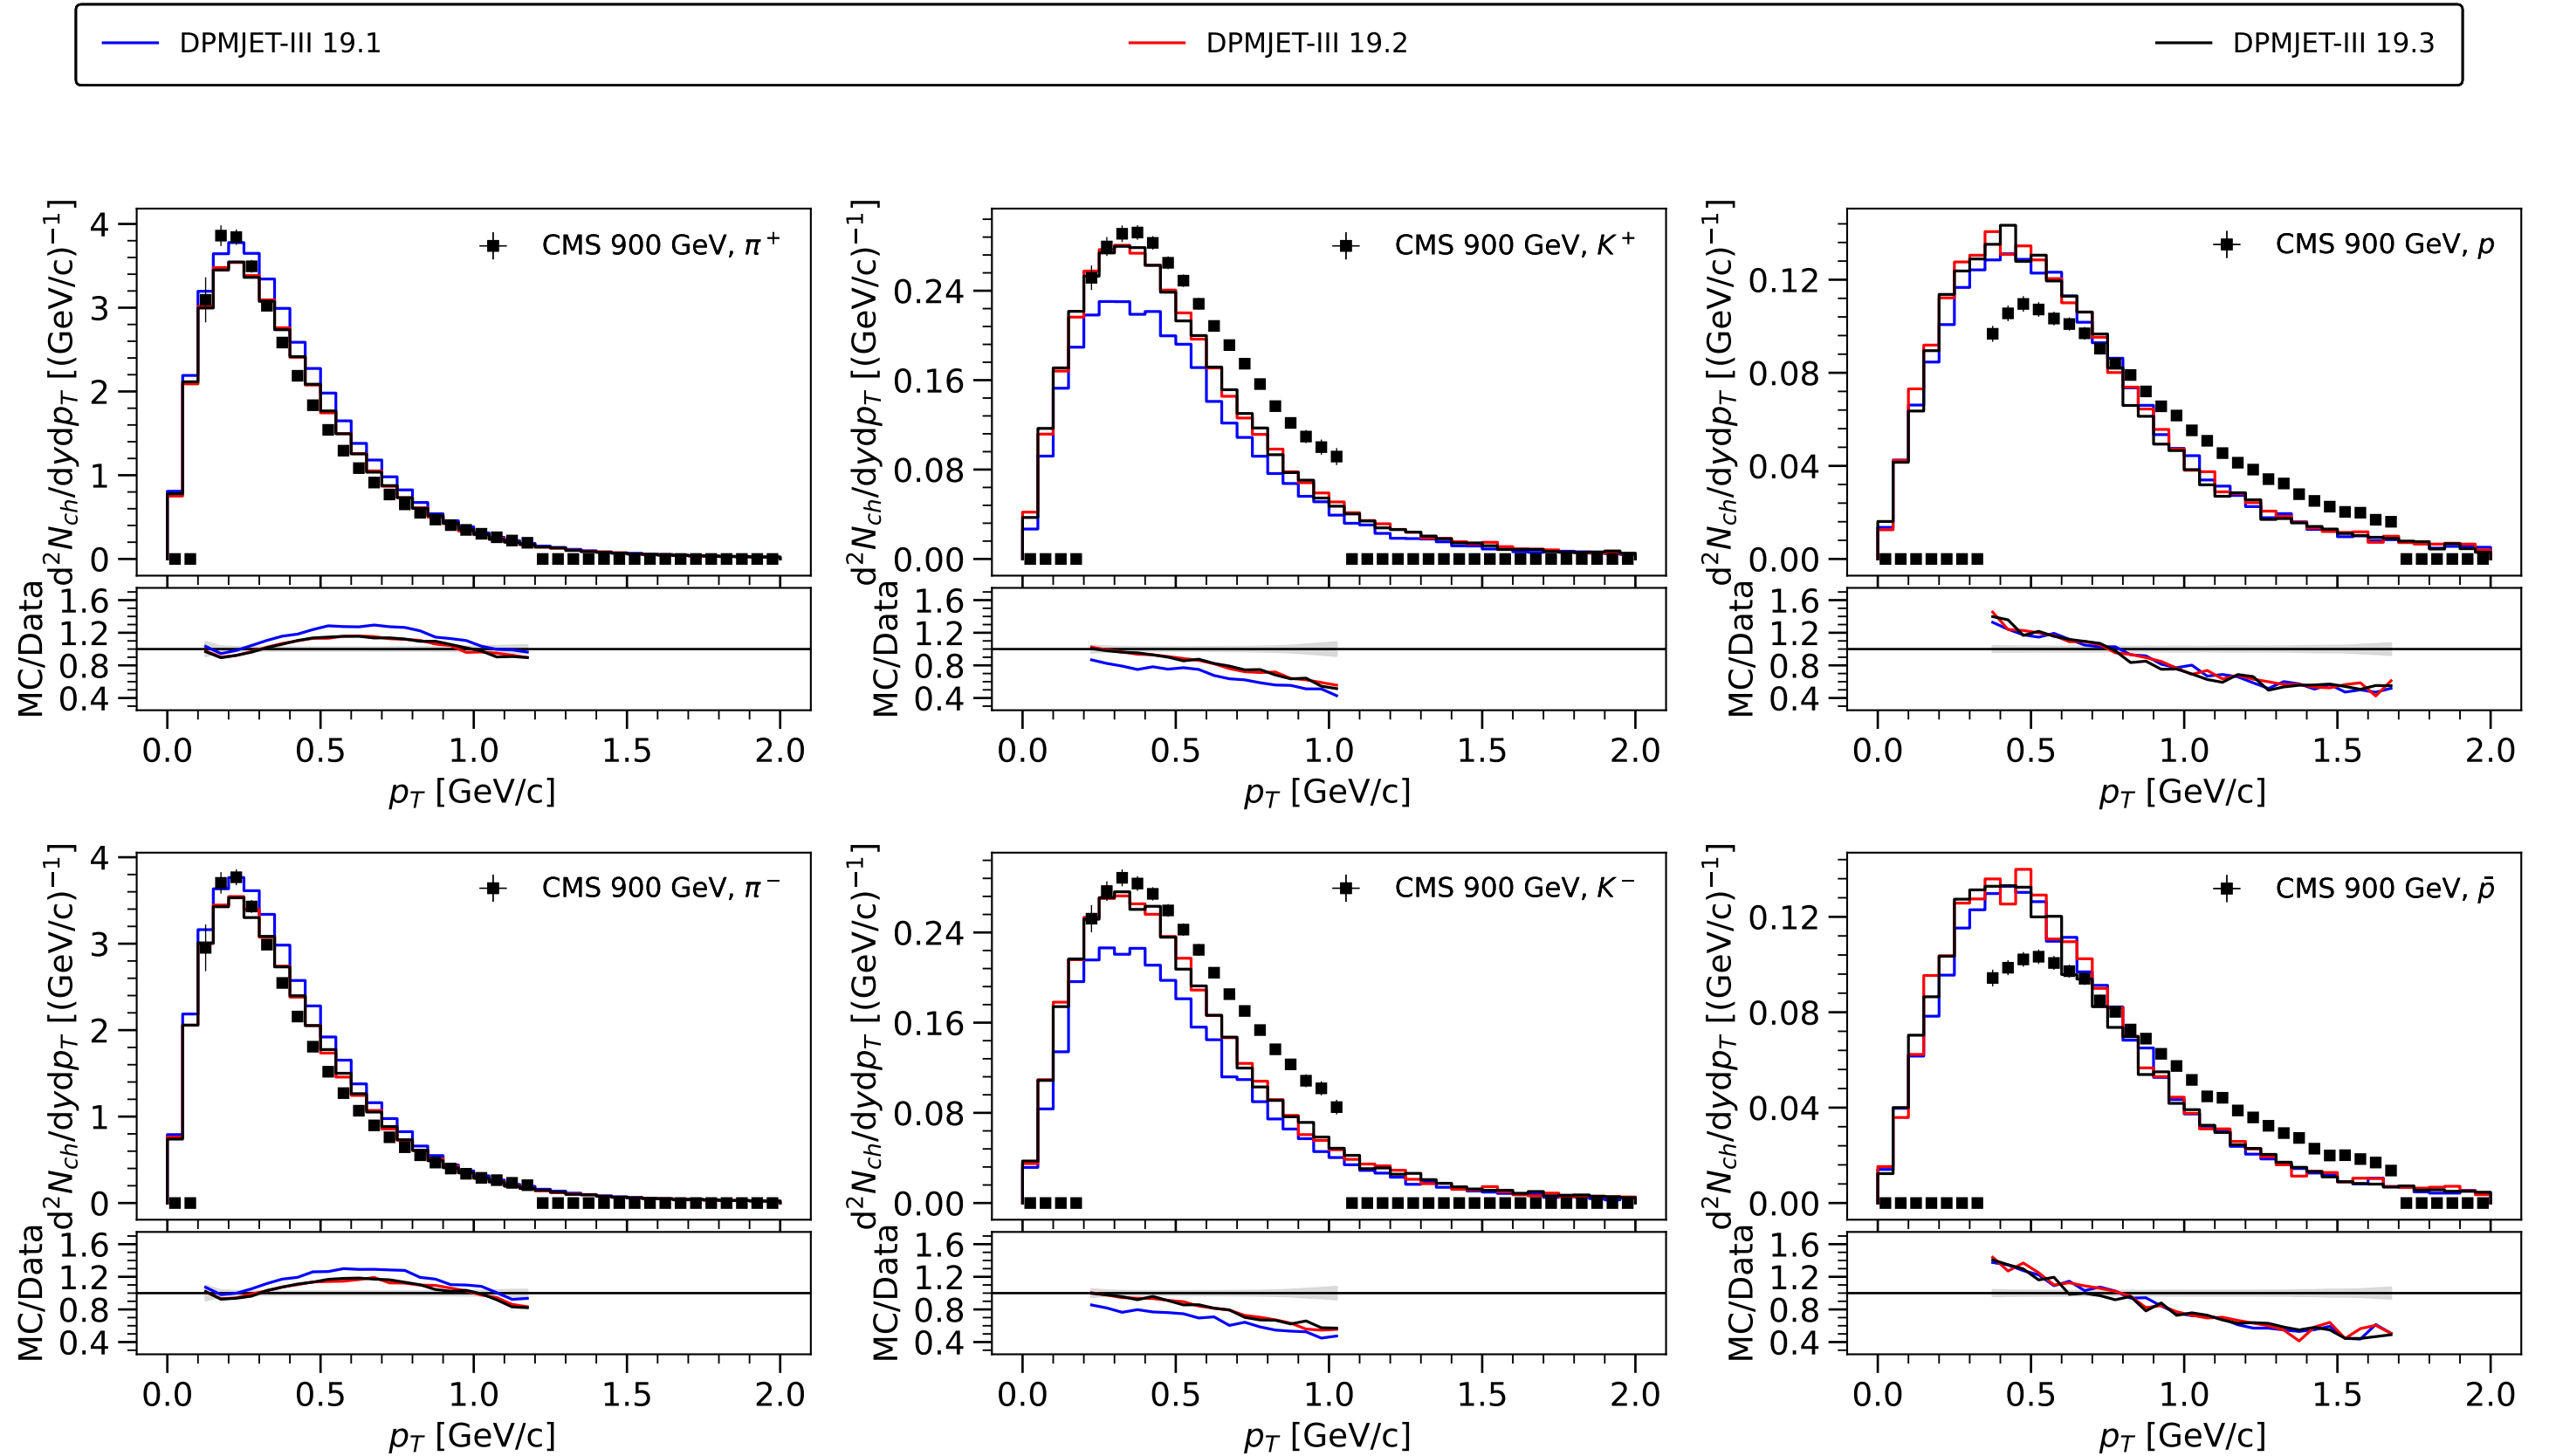 DPMJET-III 19.1 DPMJET-III 19.2 DPMJET-III 19.3
d²N_ch/dydp_T [(GeV/c)⁻¹]
4
3
2
1
0
CMS 900 GeV, π⁺
MC/Data
1.6
1.2
0.8
0.4
0.0 0.5 1.0 1.5 2.0
p_T [GeV/c]
d²N_ch/dydp_T [(GeV/c)⁻¹]
0.24
0.16
0.08
0.00
CMS 900 GeV, K⁺
MC/Data
1.6
1.2
0.8
0.4
0.0 0.5 1.0 1.5 2.0
p_T [GeV/c]
d²N_ch/dydp_T [(GeV/c)⁻¹]
0.12
0.08
0.04
0.00
CMS 900 GeV, p
MC/Data
1.6
1.2
0.8
0.4
0.0 0.5 1.0 1.5 2.0
p_T [GeV/c]
d²N_ch/dydp_T [(GeV/c)⁻¹]
4
3
2
1
0
CMS 900 GeV, π⁻
MC/Data
1.6
1.2
0.8
0.4
0.0 0.5 1.0 1.5 2.0
p_T [GeV/c]
d²N_ch/dydp_T [(GeV/c)⁻¹]
0.24
0.16
0.08
0.00
CMS 900 GeV, K⁻
MC/Data
1.6
1.2
0.8
0.4
0.0 0.5 1.0 1.5 2.0
p_T [GeV/c]
d²N_ch/dydp_T [(GeV/c)⁻¹]
0.12
0.08
0.04
0.00
CMS 900 GeV, p̄
MC/Data
1.6
1.2
0.8
0.4
0.0 0.5 1.0 1.5 2.0
p_T [GeV/c]